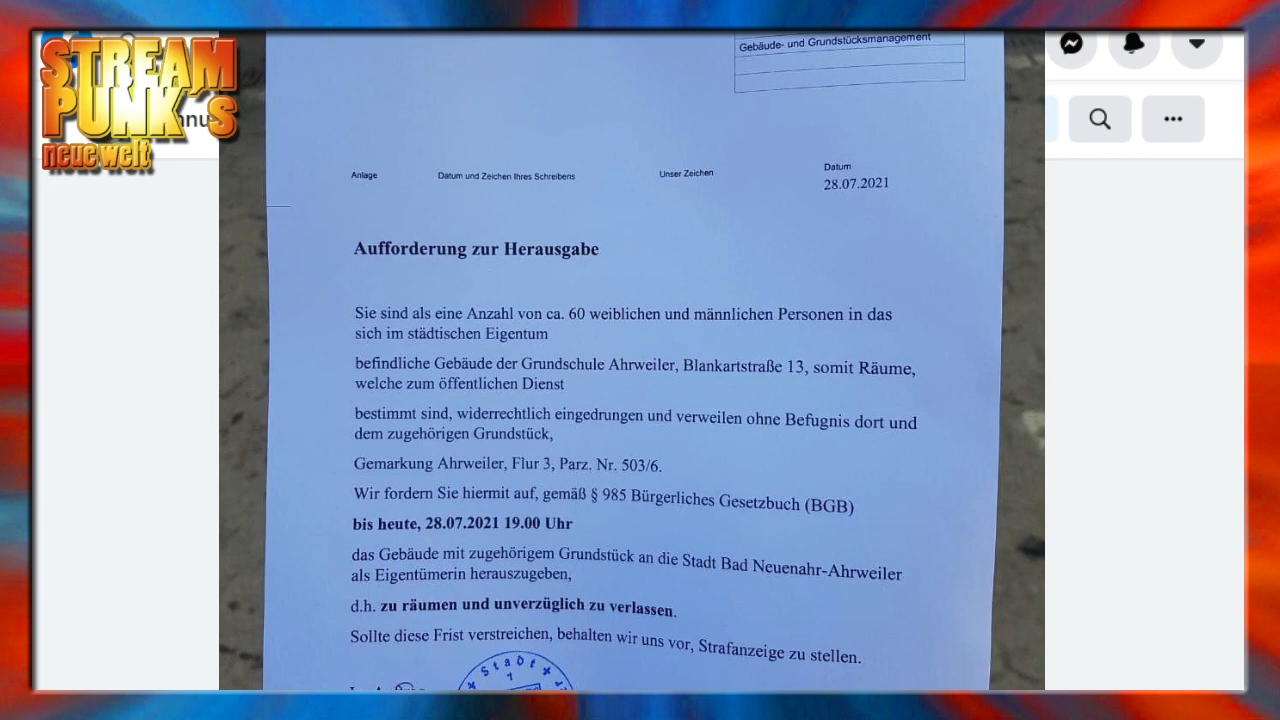 STREAM
PUNK´s
neue welt
Gebäude- und Grundstücksmanagement
Anlage
Datum und Zeichen Ihres Schreibens
Unser Zeichen
Datum
28.07.2021
Aufforderung zur Herausgabe
Sie sind als eine Anzahl von ca. 60 weiblichen und männlichen Personen in das
sich im städtischen Eigentum
befindliche Gebäude der Grundschule Ahrweiler, Blankartstraße 13, somit Räume,
welche zum öffentlichen Dienst
bestimmt sind, widerrechtlich eingedrungen und verweilen ohne Befugnis dort und
dem zugehörigen Grundstück,
Gemarkung Ahrweiler, Flur 3, Parz. Nr. 503/6.
Wir fordern Sie hiermit auf, gemäß § 985 Bürgerliches Gesetzbuch (BGB)
bis heute, 28.07.2021 19.00 Uhr
das Gebäude mit zugehörigem Grundstück an die Stadt Bad Neuenahr-Ahrweiler
als Eigentümerin herauszugeben,
d.h. zu räumen und unverzüglich zu verlassen.
Sollte diese Frist verstreichen, behalten wir uns vor, Strafanzeige zu stellen.
Stadt
1